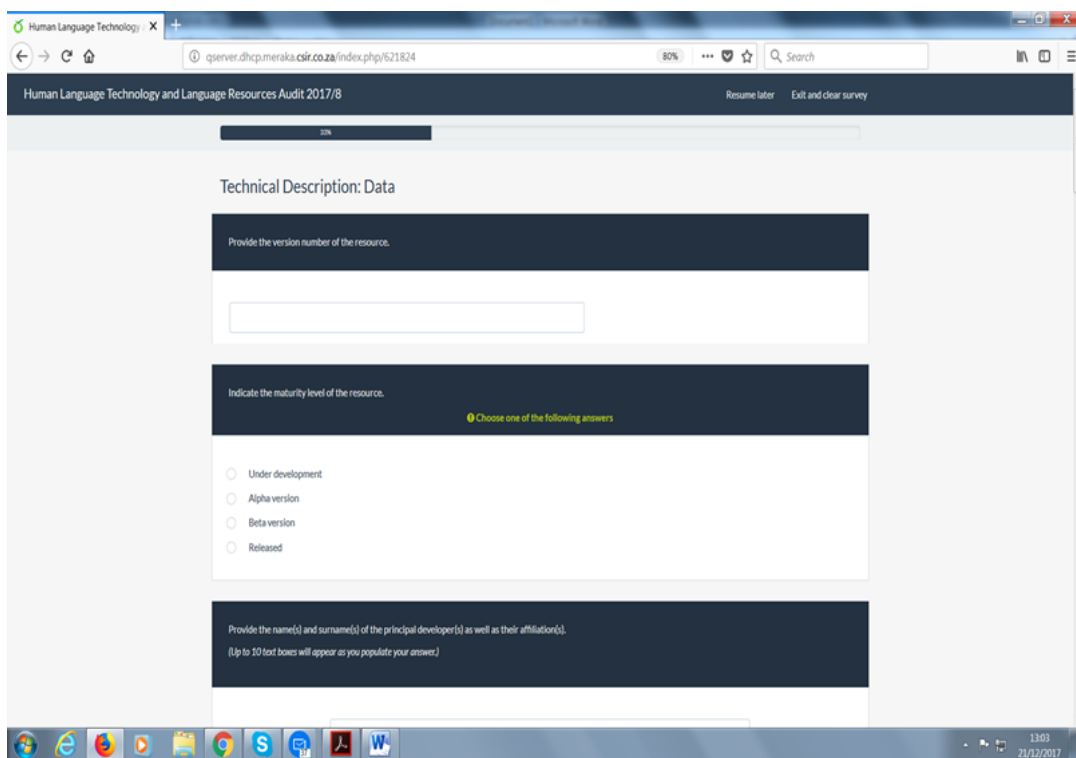 Document1 - Microsoft Word
Human Language Technology
qserver.dhcp.meraka.csir.co.za/index.php/621824
80%
Search
Human Language Technology and Language Resources Audit 2017/8
Resume later
Exit and clear survey
33%
Technical Description: Data
Provide the version number of the resource.
Indicate the maturity level of the resource.
Choose one of the following answers
Under development
Alpha version
Beta version
Released
Provide the name(s) and surname(s) of the principal developer(s) as well as their affiliation(s).
(Up to 10 text boxes will appear as you populate your answer.)
13:03
21/12/2017